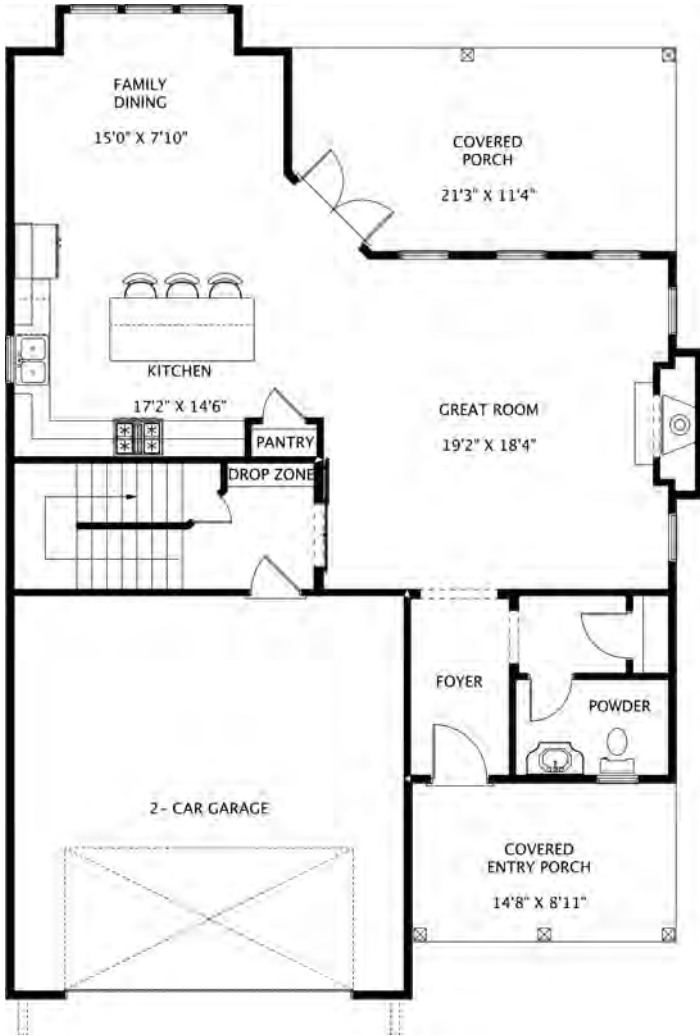 FAMILY
DINING
15'0" X 7'10"
COVERED
PORCH
21'3" X 11'4"
KITCHEN
17'2" X 14'6"
GREAT ROOM
19'2" X 18'4"
PANTRY
DROP ZONE
FOYER
POWDER
2- CAR GARAGE
COVERED
ENTRY PORCH
14'8" X 8'11"